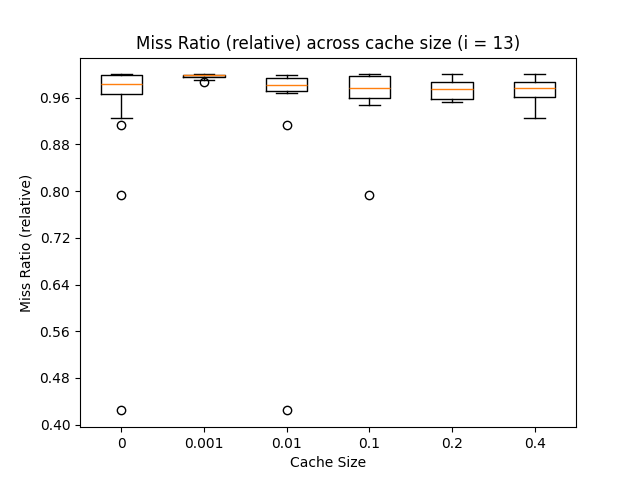 Miss Ratio (relative) across cache size (i = 13)
Miss Ratio (relative)
0.96
0.88
0.80
0.72
0.64
0.56
0.48
0.40
0 0.001 0.01 0.1 0.2 0.4
Cache Size